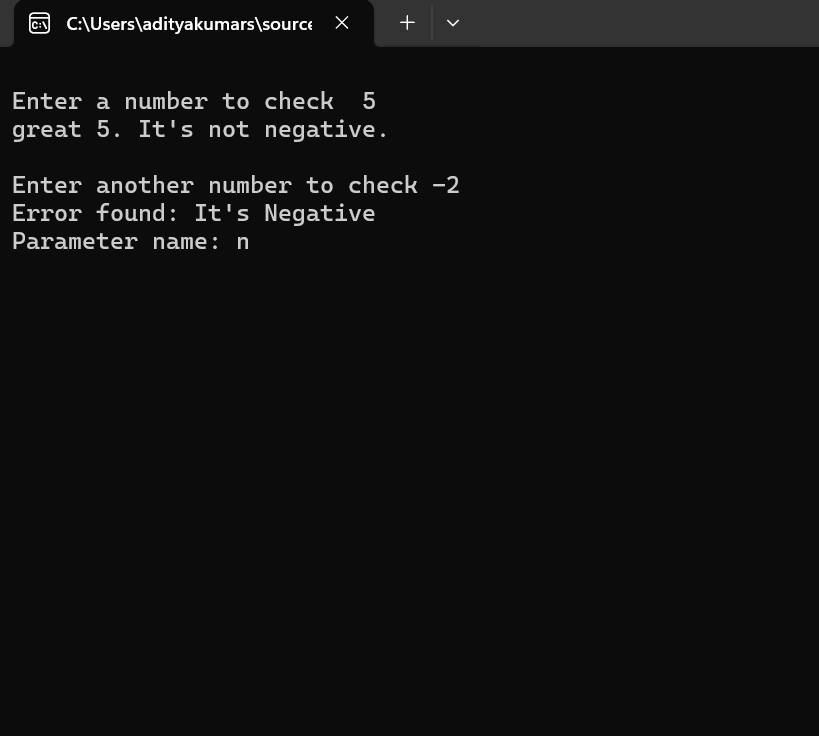 C:\Users\adityakumars\source
Enter a number to check  5
great 5. It's not negative.
Enter another number to check -2
Error found: It's Negative
Parameter name: n